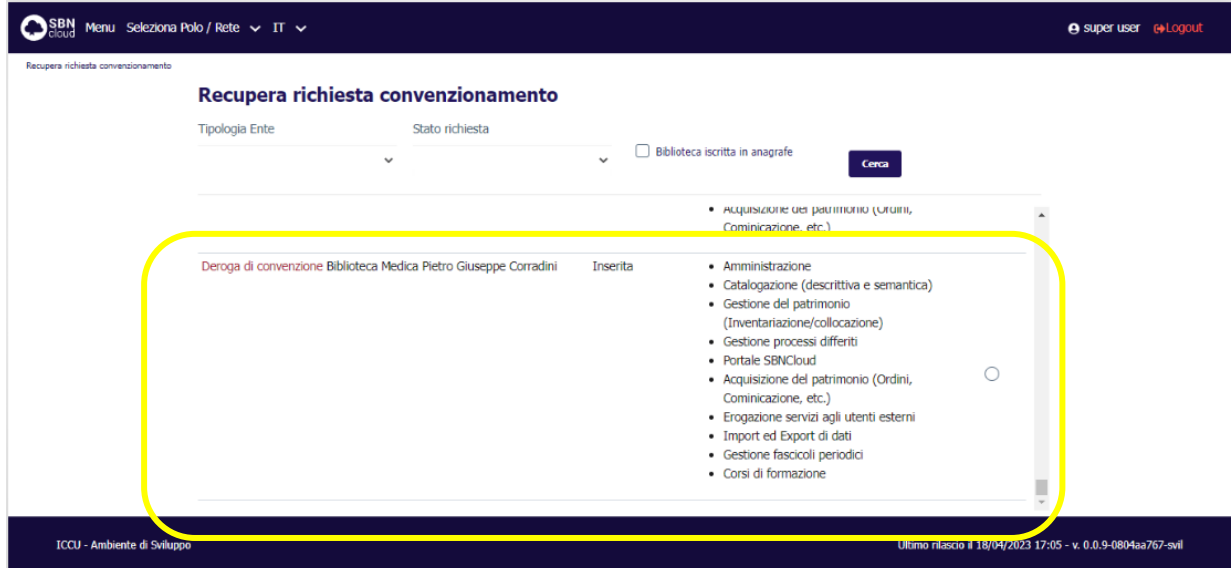 SBN cloud Menu Seleziona Polo / Rete IT super user Logout
Recupera richiesta convenzionamento
Recupera richiesta convenzionamento
Tipologia Ente Stato richiesta
Biblioteca iscritta in anagrafe Cerca
• Acquisizione del patrimonio (Ordini,
Cominicazione, etc.)
Deroga di convenzione Biblioteca Medica Pietro Giuseppe Corradini Inserita • Amministrazione
• Catalogazione (descrittiva e semantica)
• Gestione del patrimonio
(Inventariazione/collocazione)
• Gestione processi differiti
• Portale SBNCloud
• Acquisizione del patrimonio (Ordini,
Cominicazione, etc.)
• Erogazione servizi agli utenti esterni
• Import ed Export di dati
• Gestione fascicoli periodici
• Corsi di formazione
ICCU - Ambiente di Sviluppo Ultimo rilascio il 18/04/2023 17:05 - v. 0.0.9-0804aa767-svil